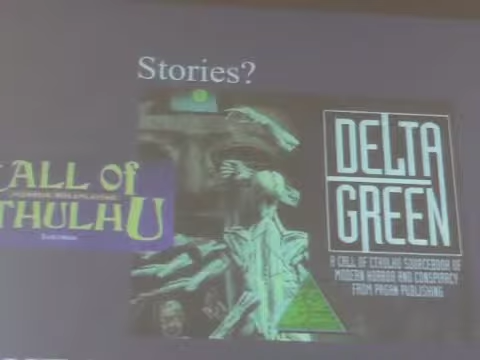 Stories?
CALL OF
THULHU
DELTA
GREEN
A CALL OF CTHULHU SOURCEBOOK OF
MODERN HORROR AND CONSPIRACY
FROM PAGAN PUBLISHING